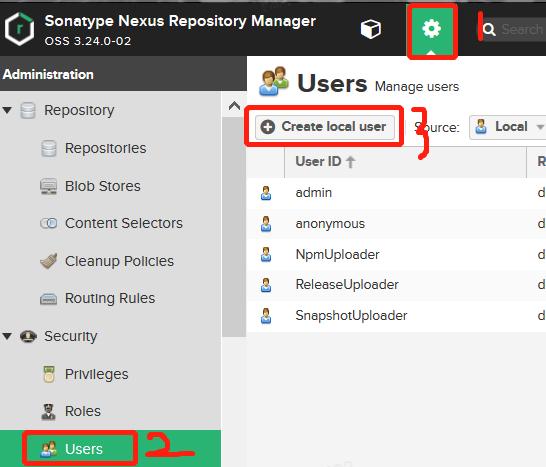 Sonatype Nexus Repository Manager
OSS 3.24.0-02
1
Search
Administration
Users Manage users
Repository
Create local user
3
Source: Local
Repositories
User ID
R
Blob Stores
admin
d
Content Selectors
anonymous
d
Cleanup Policies
NpmUploader
d
Routing Rules
ReleaseUploader
d
Security
SnapshotUploader
d
Privileges
Roles
Users
2